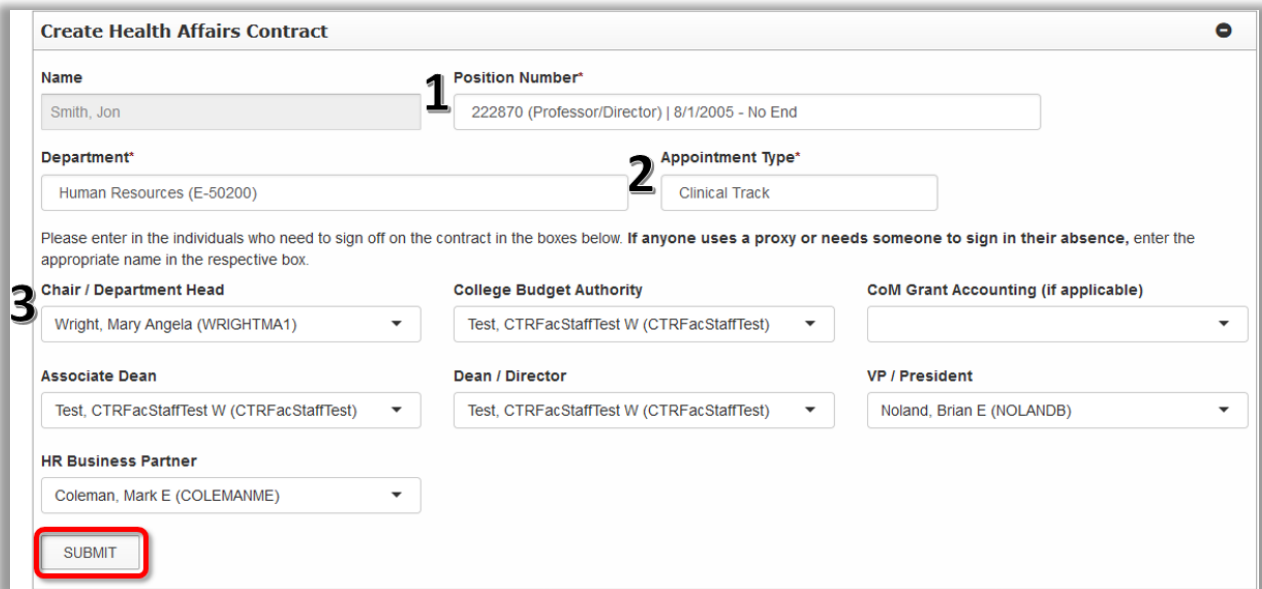 Create Health Affairs Contract
Name
1 Position Number*
Smith, Jon
222870 (Professor/Director) | 8/1/2005 - No End
Department*
2 Appointment Type*
Human Resources (E-50200)
Clinical Track
Please enter in the individuals who need to sign off on the contract in the boxes below. If anyone uses a proxy or needs someone to sign in their absence, enter the
appropriate name in the respective box.
3 Chair / Department Head
College Budget Authority
CoM Grant Accounting (if applicable)
Wright, Mary Angela (WRIGHTMA1)
Test, CTRFacStaffTest W (CTRFacStaffTest)
Associate Dean
Dean / Director
VP / President
Test, CTRFacStaffTest W (CTRFacStaffTest)
Test, CTRFacStaffTest W (CTRFacStaffTest)
Noland, Brian E (NOLANDB)
HR Business Partner
Coleman, Mark E (COLEMANME)
SUBMIT